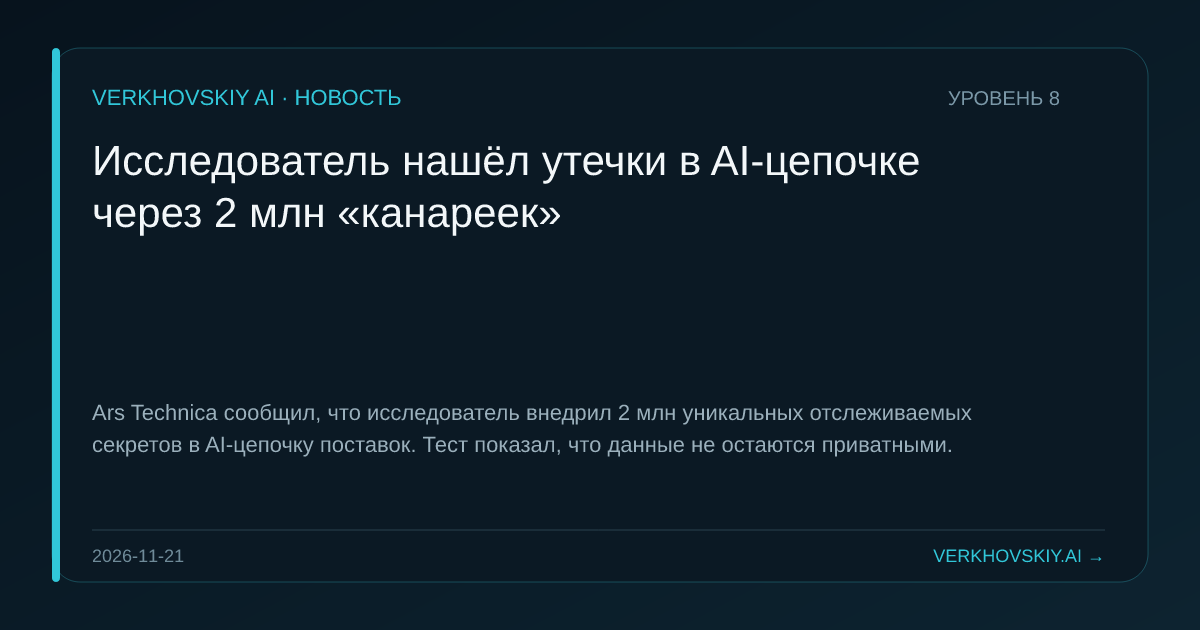 VERKHOVSKIY AI · НОВОСТЬ
УРОВЕНЬ 8
Исследователь нашёл утечки в AI-цепочке
через 2 млн «канареек»
Ars Technica сообщил, что исследователь внедрил 2 млн уникальных отслеживаемых
секретов в AI-цепочку поставок. Тест показал, что данные не остаются приватными.
2026-11-21
VERKHOVSKIY.AI →